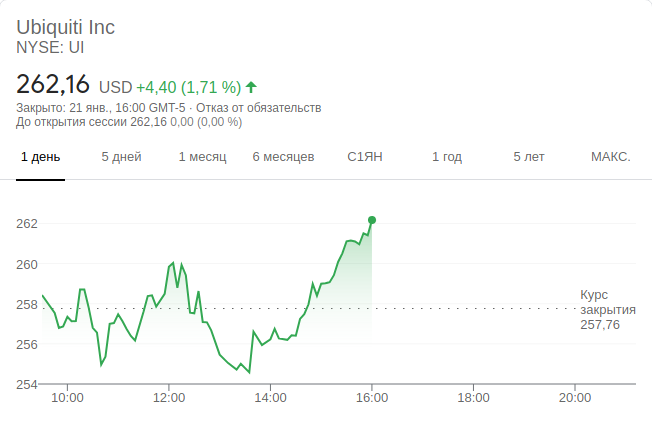 Ubiquiti Inc
NYSE: UI
262,16 USD +4,40 (1,71 %)
Закрыто: 21 янв., 16:00 GMT-5 · Отказ от обязательств
До открытия сессии 262,16 0,00 (0,00 %)
1 день 5 дней 1 месяц 6 месяцев С1ЯН 1 год 5 лет МАКС.
262
260
258
256
254
Курс
закрытия
257,76
10:00 12:00 14:00 16:00 18:00 20:00